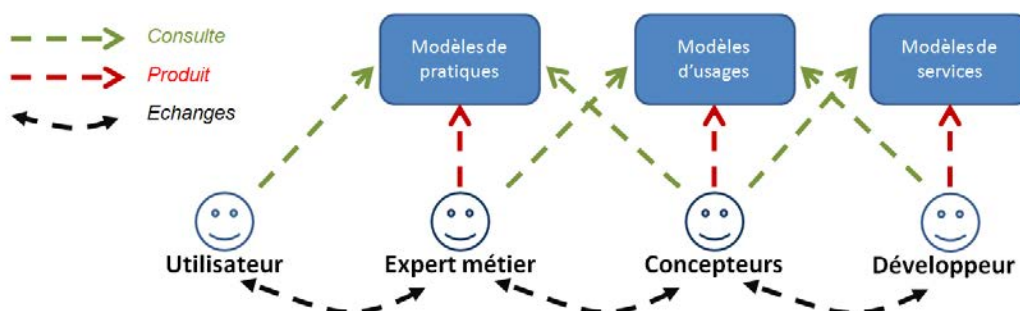 Consulte
Produit
Echanges
Modèles de
pratiques
Modèles
d'usages
Modèles de
services
Utilisateur
Expert métier
Concepteurs
Développeur